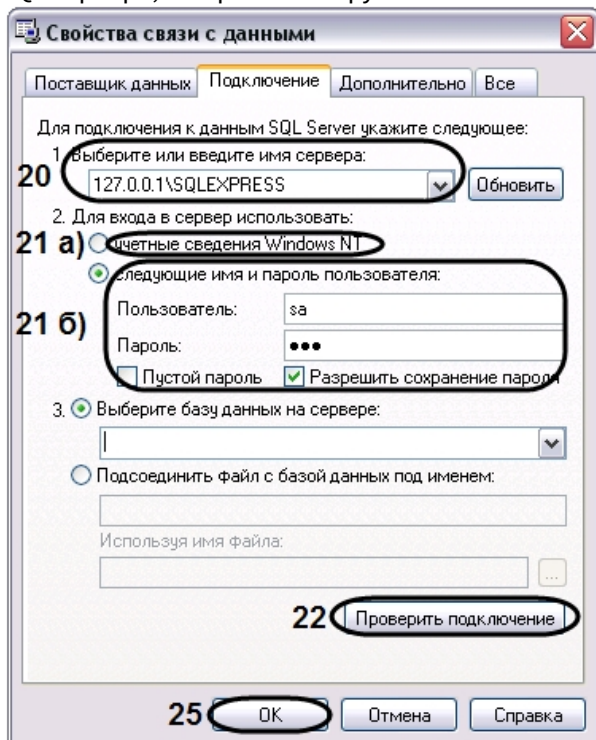 Свойства связи с данными
Поставщик данных Подключение Дополнительно Все
Для подключения к данным SQL Server укажите следующее:
1. Выберите или введите имя сервера:
20 127.0.0.1\SQLEXPRESS Обновить
2. Для входа в сервер использовать:
21 а) учетные сведения Windows NT
следующие имя и пароль пользователя:
21 б) Пользователь: sa
Пароль: ●●●
Пустой пароль Разрешить сохранение пароля
3. Выберите базу данных на сервере:
Подсоединить файл с базой данных под именем:
Используя имя файла:
...
22 Проверить подключение
25 ОК Отмена Справка